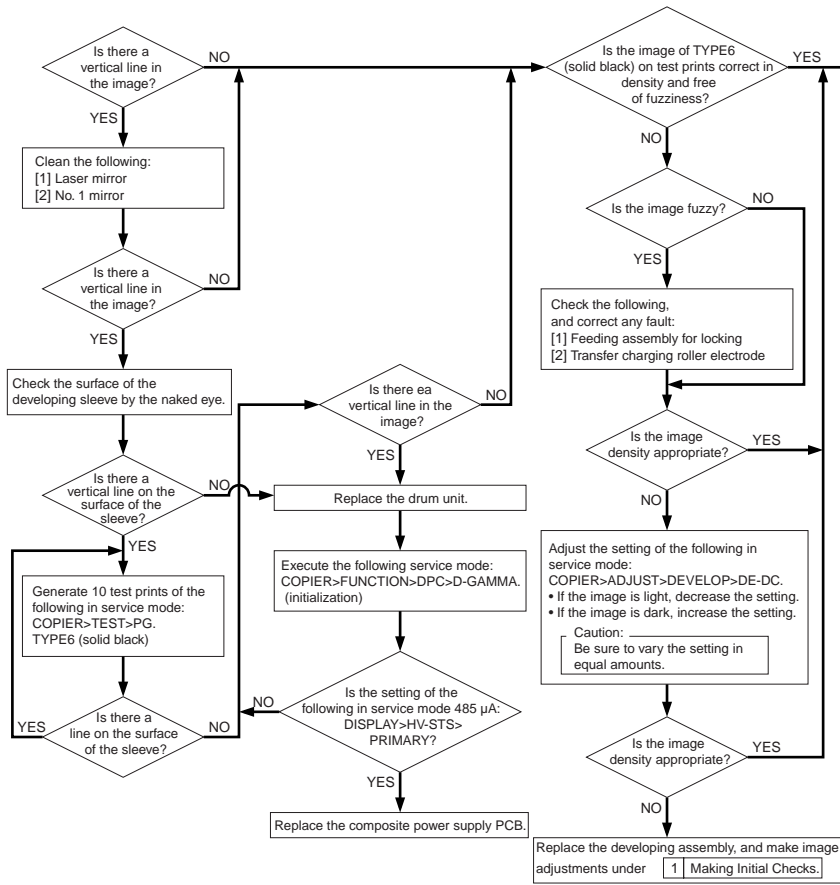 Is there a
vertical line in
the image?
NO
YES
Clean the following:
[1] Laser mirror
[2] No. 1 mirror
Is there a
vertical line in
the image?
NO
YES
Check the surface of the
developing sleeve by the naked eye.
Is there a
vertical line on the
surface of the
sleeve?
NO
YES
Generate 10 test prints of the
following in service mode:
COPIER>TEST>PG.
TYPE6 (solid black)
Is there a
line on the surface
of the sleeve?
YES
NO
Is there ea
vertical line in the
image?
NO
YES
Replace the drum unit.
Execute the following service mode:
COPIER>FUNCTION>DPC>D-GAMMA.
(initialization)
Is the setting of the
following in service mode 485 µA:
DISPLAY>HV-STS>
PRIMARY?
NO
YES
Replace the composite power supply PCB.
Is the image of TYPE6
(solid black) on test prints correct in
density and free
of fuzziness?
YES
NO
Is the image fuzzy?
NO
YES
Check the following,
and correct any fault:
[1] Feeding assembly for locking
[2] Transfer charging roller electrode
Is the image
density appropriate?
YES
NO
Adjust the setting of the following in
service mode:
COPIER>ADJUST>DEVELOP>DE-DC.
• If the image is light, decrease the setting.
• If the image is dark, increase the setting.
Caution:
Be sure to vary the setting in
equal amounts.
Is the image
density appropriate?
YES
NO
Replace the developing assembly, and make image
adjustments under 1 Making Initial Checks.